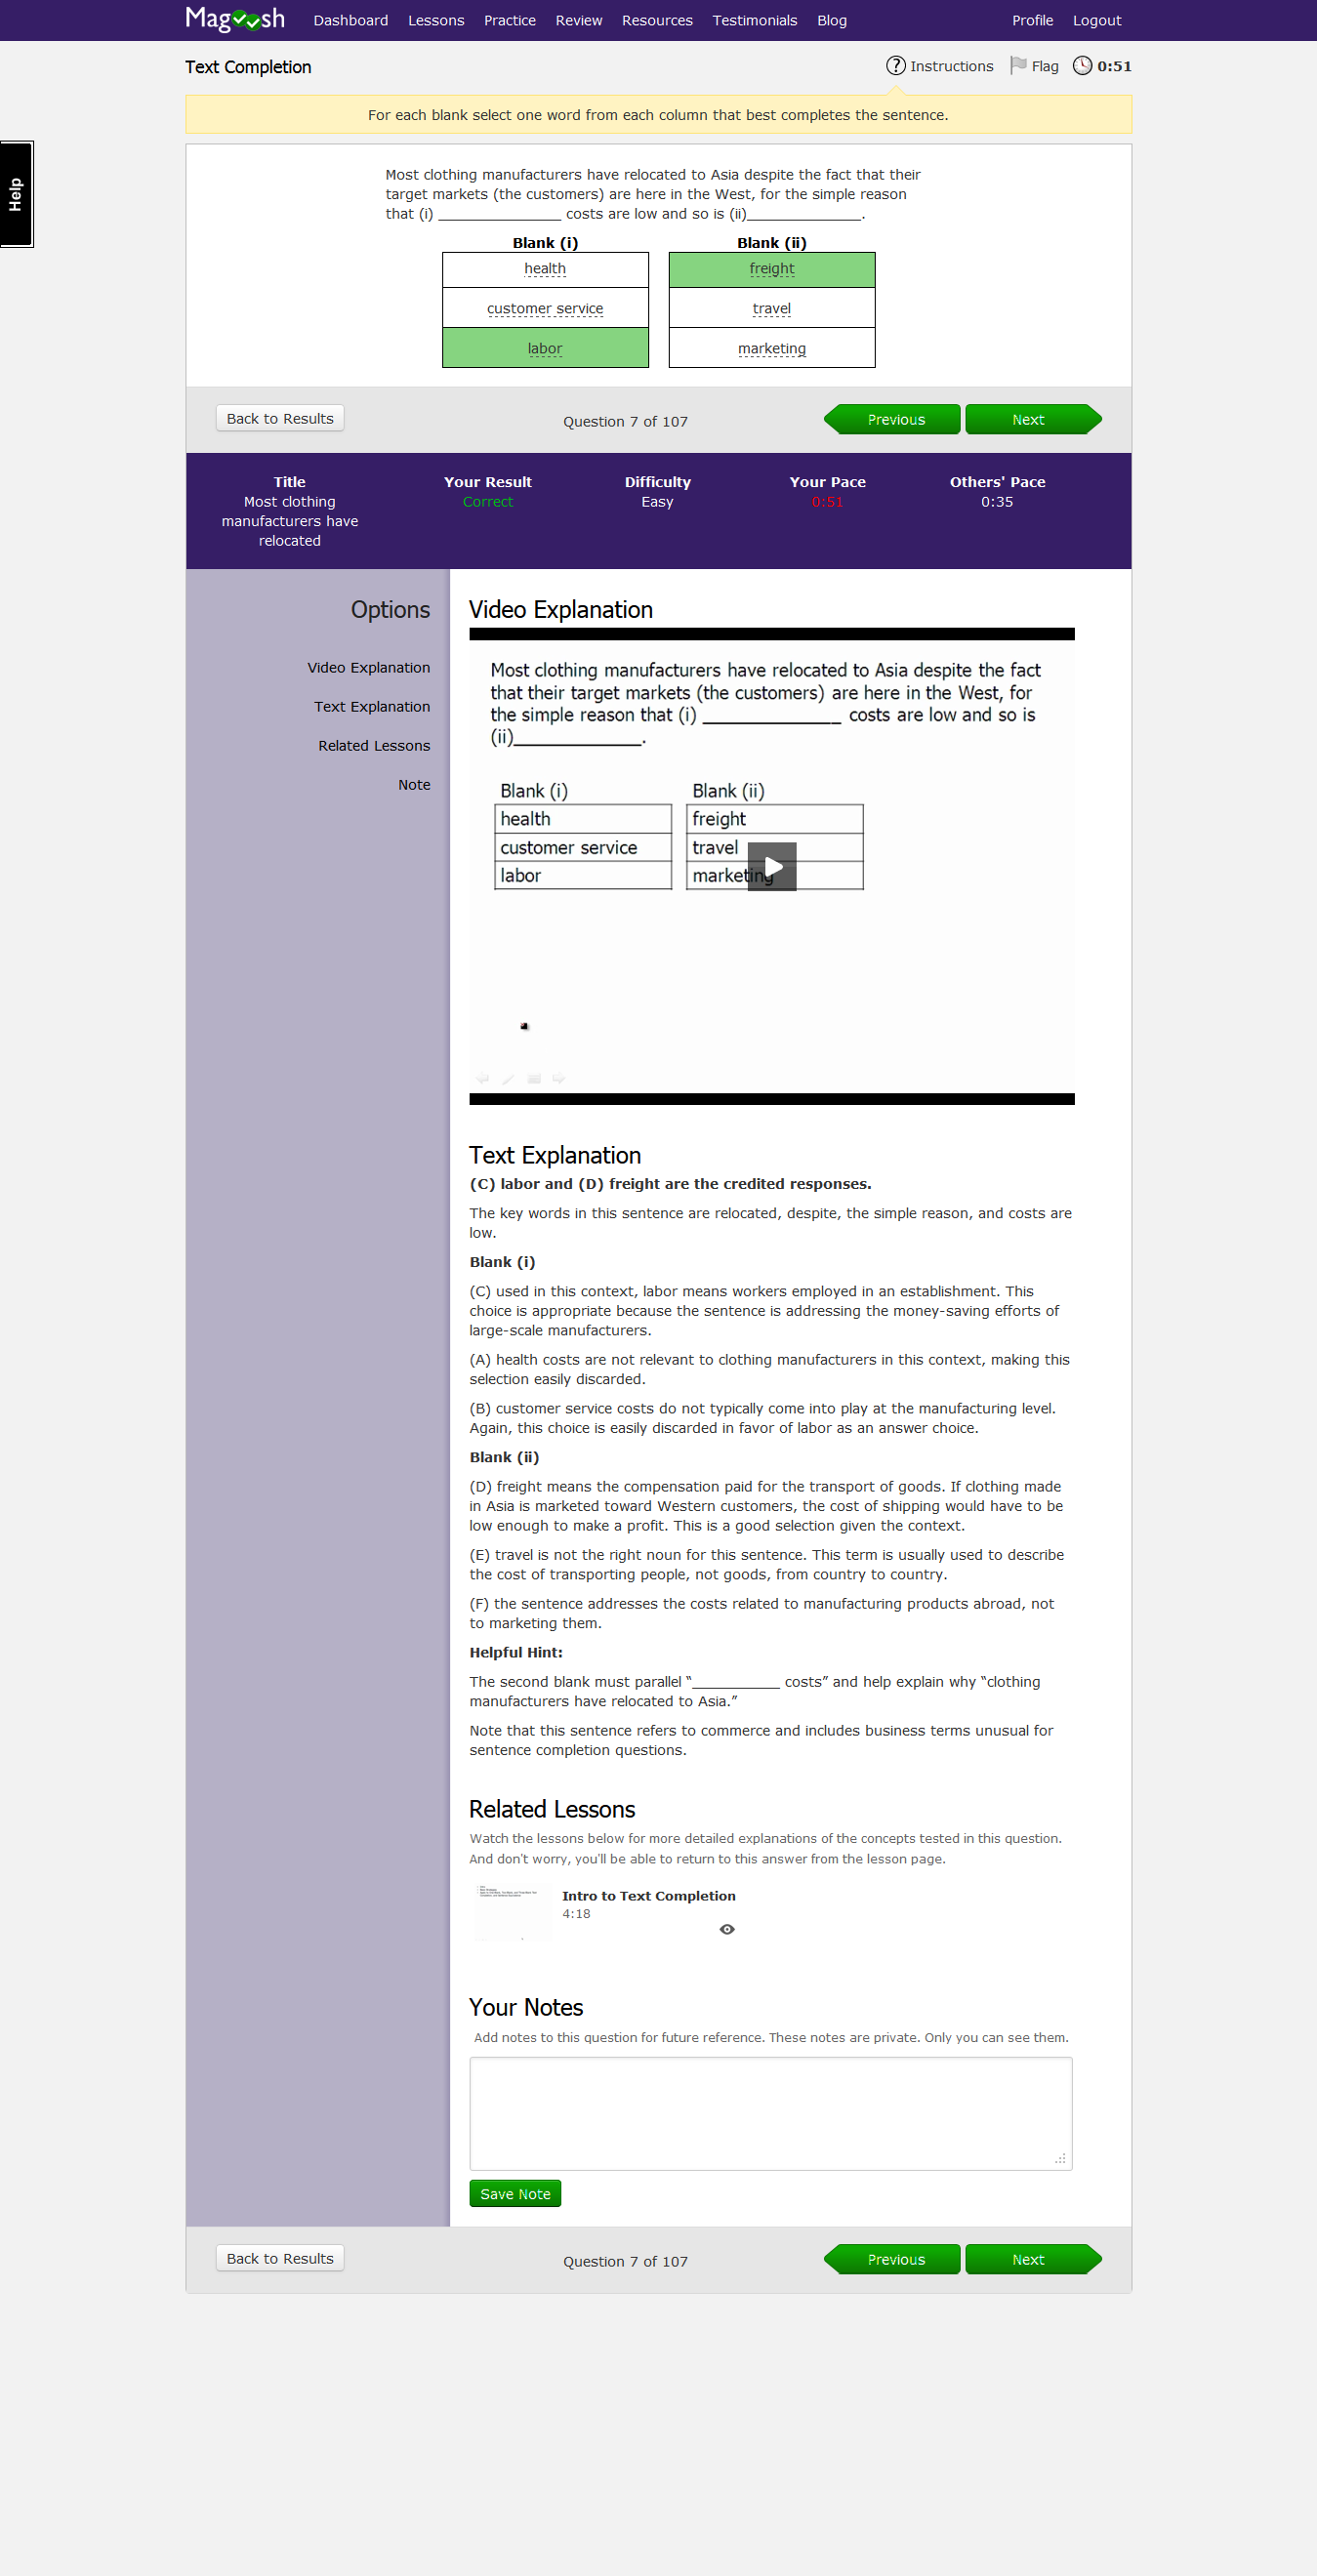 Magoosh Dashboard Lessons Practice Review Resources Testimonials Blog Profile Logout
Text Completion ? Instructions Flag 0:51
For each blank select one word from each column that best completes the sentence.
Help
Most clothing manufacturers have relocated to Asia despite the fact that their
target markets (the customers) are here in the West, for the simple reason
that (i) ______________ costs are low and so is (ii)_____________.
Blank (i) Blank (ii)
health freight
customer service travel
labor marketing
Back to Results Question 7 of 107 Previous Next
Title Your Result Difficulty Your Pace Others' Pace
Most clothing Correct Easy 0:51 0:35
manufacturers have
relocated
Options
Video Explanation
Text Explanation
Related Lessons
Note
Video Explanation
Most clothing manufacturers have relocated to Asia despite the fact
that their target markets (the customers) are here in the West, for
the simple reason that (i) ______________ costs are low and so is
(ii)_____________.
Blank (i) Blank (ii)
health freight
customer service travel
labor marketing
Text Explanation
(C) labor and (D) freight are the credited responses.
The key words in this sentence are relocated, despite, the simple reason, and costs are
low.
Blank (i)
(C) used in this context, labor means workers employed in an establishment. This
choice is appropriate because the sentence is addressing the money-saving efforts of
large-scale manufacturers.
(A) health costs are not relevant to clothing manufacturers in this context, making this
selection easily discarded.
(B) customer service costs do not typically come into play at the manufacturing level.
Again, this choice is easily discarded in favor of labor as an answer choice.
Blank (ii)
(D) freight means the compensation paid for the transport of goods. If clothing made
in Asia is marketed toward Western customers, the cost of shipping would have to be
low enough to make a profit. This is a good selection given the context.
(E) travel is not the right noun for this sentence. This term is usually used to describe
the cost of transporting people, not goods, from country to country.
(F) the sentence addresses the costs related to manufacturing products abroad, not
to marketing them.
Helpful Hint:
The second blank must parallel “__________ costs” and help explain why “clothing
manufacturers have relocated to Asia.”
Note that this sentence refers to commerce and includes business terms unusual for
sentence completion questions.
Related Lessons
Watch the lessons below for more detailed explanations of the concepts tested in this question.
And don't worry, you'll be able to return to this answer from the lesson page.
Intro to Text Completion
4:18
Your Notes
Add notes to this question for future reference. These notes are private. Only you can see them.
Save Note
Back to Results Question 7 of 107 Previous Next